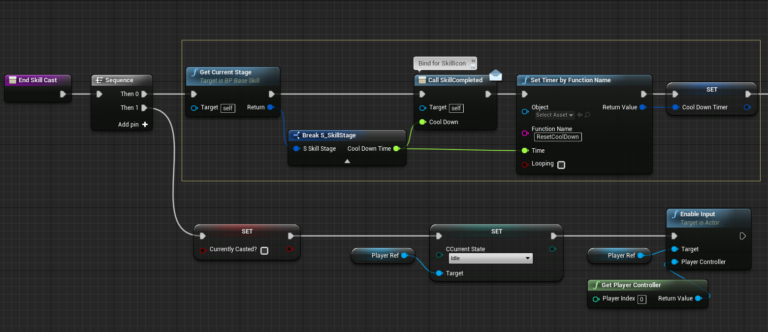 Bind for SkillIcon
End Skill Cast
Sequence
Then 0
Then 1
Add pin
Get Current Stage
Target is BP Base Skill
Target
self
Return
Break S_SkillStage
S Skill Stage
Cool Down Time
Call SkillCompleted
Target
self
Cool Down
Set Timer by Function Name
Object
Select Asset
Return Value
Function Name
ResetCoolDown
Time
Looping
SET
Cool Down Timer
SET
Currently Casted?
Player Ref
SET
CCurrent State
Idle
Target
Player Ref
Enable Input
Target is Actor
Target
Player Controller
Get Player Controller
Player Index
0
Return Value